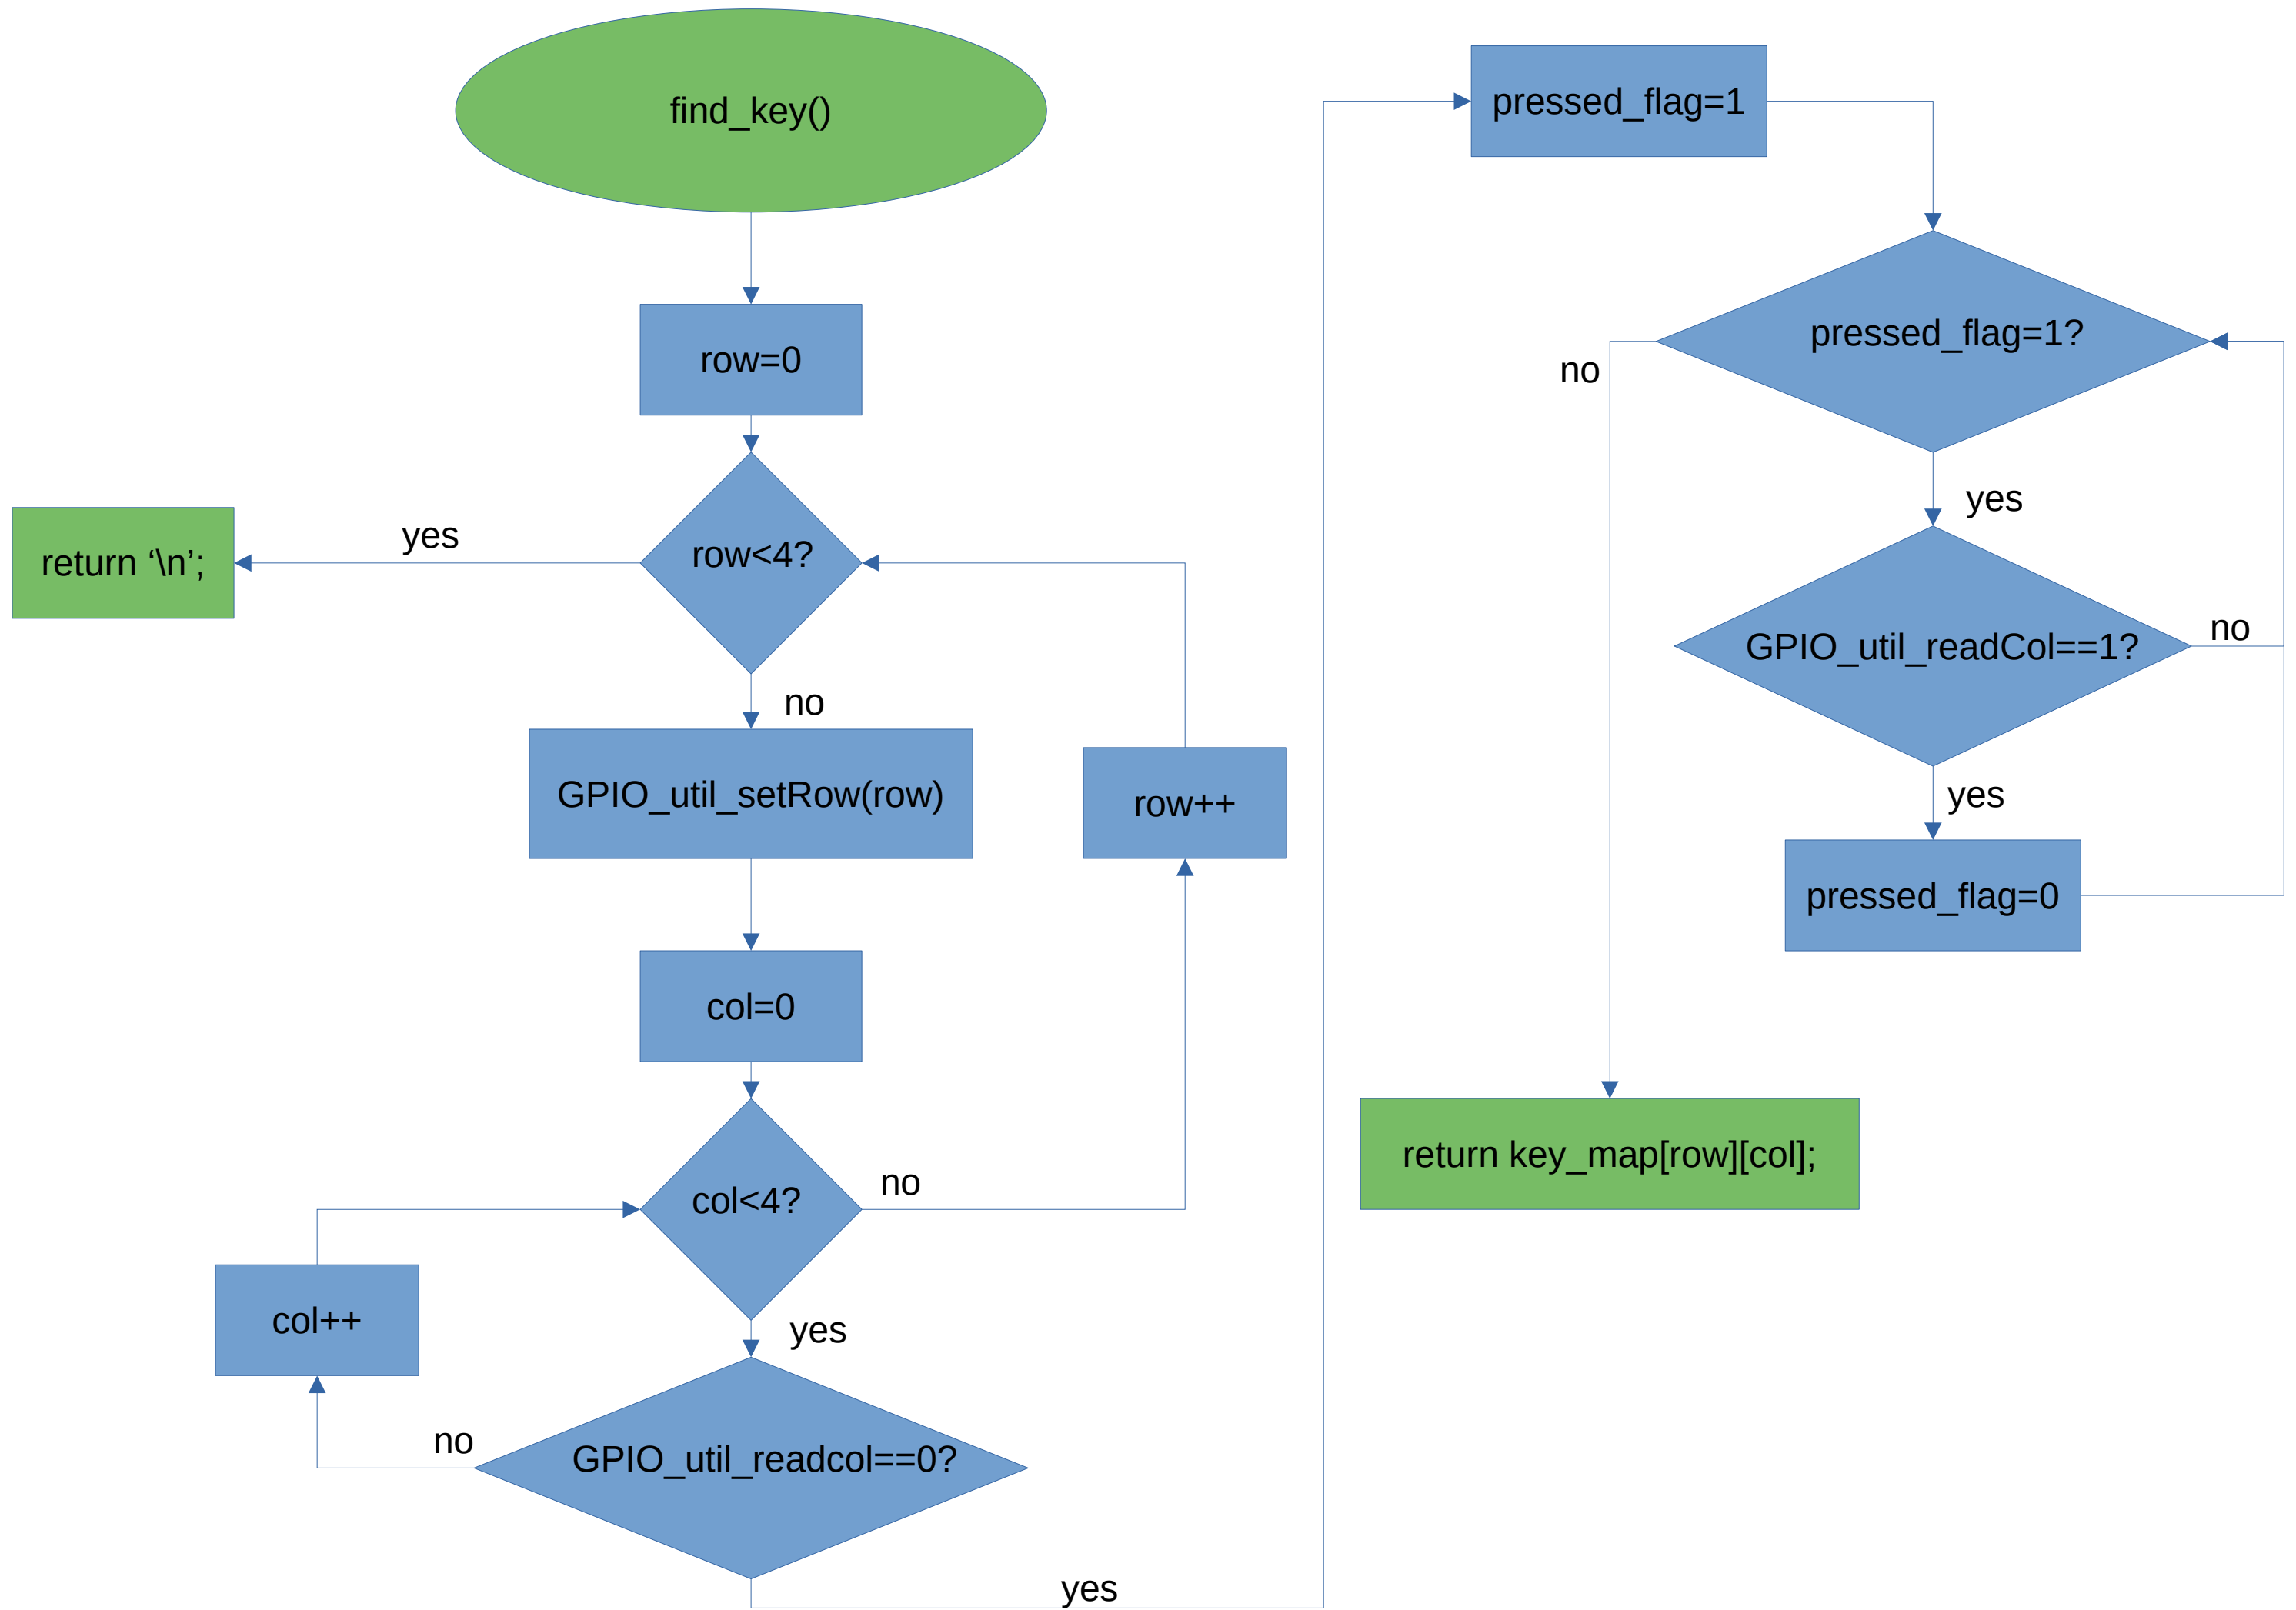 find_key()
row=0
row<4?
yes
return ‘\n’;
no
GPIO_util_setRow(row)
row++
col=0
col<4?
no
yes
col++
GPIO_util_readcol==0?
no
yes
pressed_flag=1
pressed_flag=1?
no
yes
GPIO_util_readCol==1?
no
yes
pressed_flag=0
return key_map[row][col];